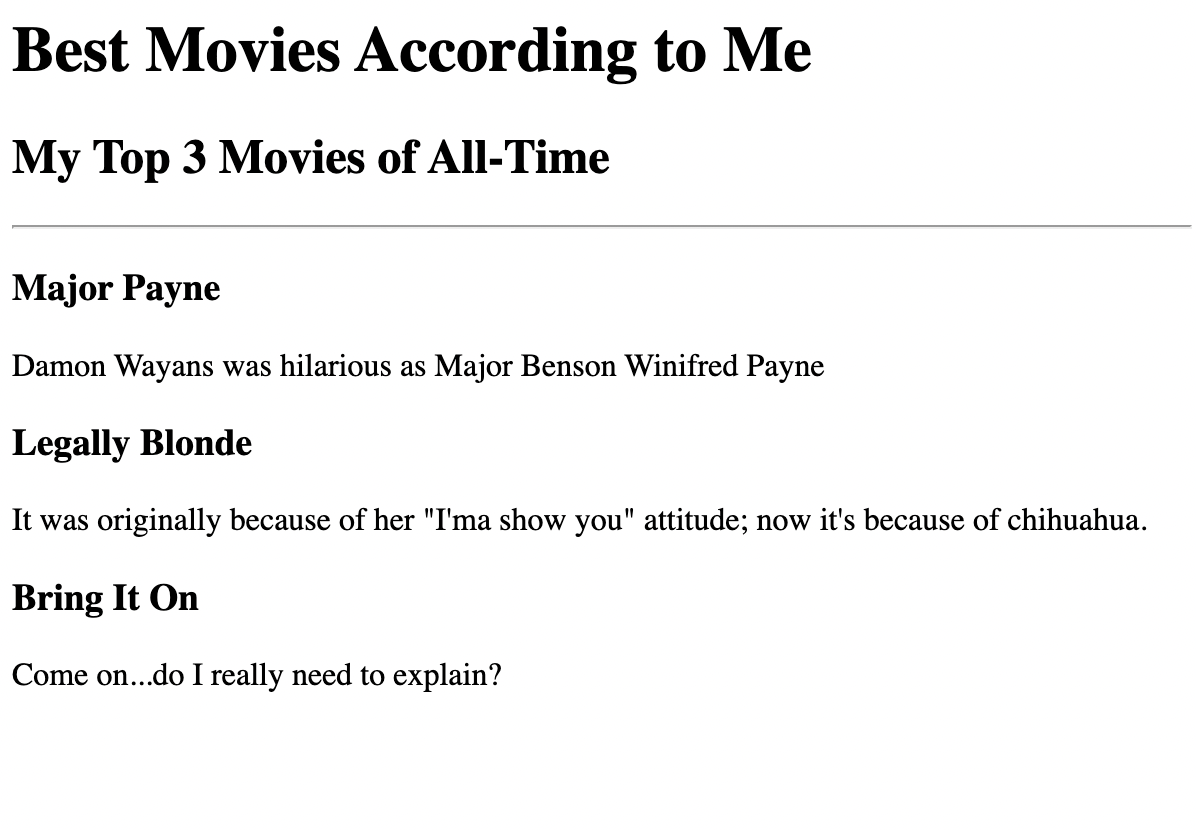 Best Movies According to Me
My Top 3 Movies of All-Time
Major Payne
Damon Wayans was hilarious as Major Benson Winifred Payne
Legally Blonde
It was originally because of her "I'ma show you" attitude; now it's because of chihuahua.
Bring It On
Come on...do I really need to explain?